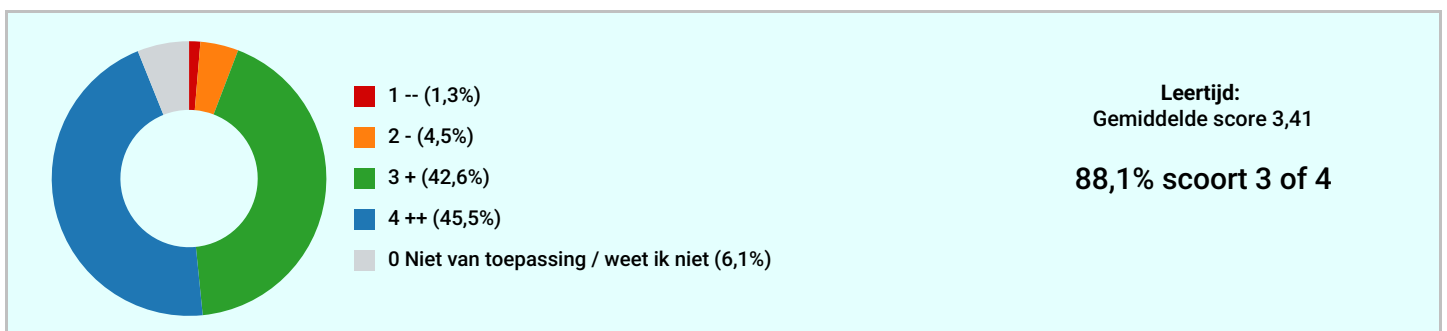 1 -- (1,3%)
2 - (4,5%)
3 + (42,6%)
4 ++ (45,5%)
0 Niet van toepassing / weet ik niet (6,1%)
Leertijd:
Gemiddelde score 3,41
88,1% scoort 3 of 4